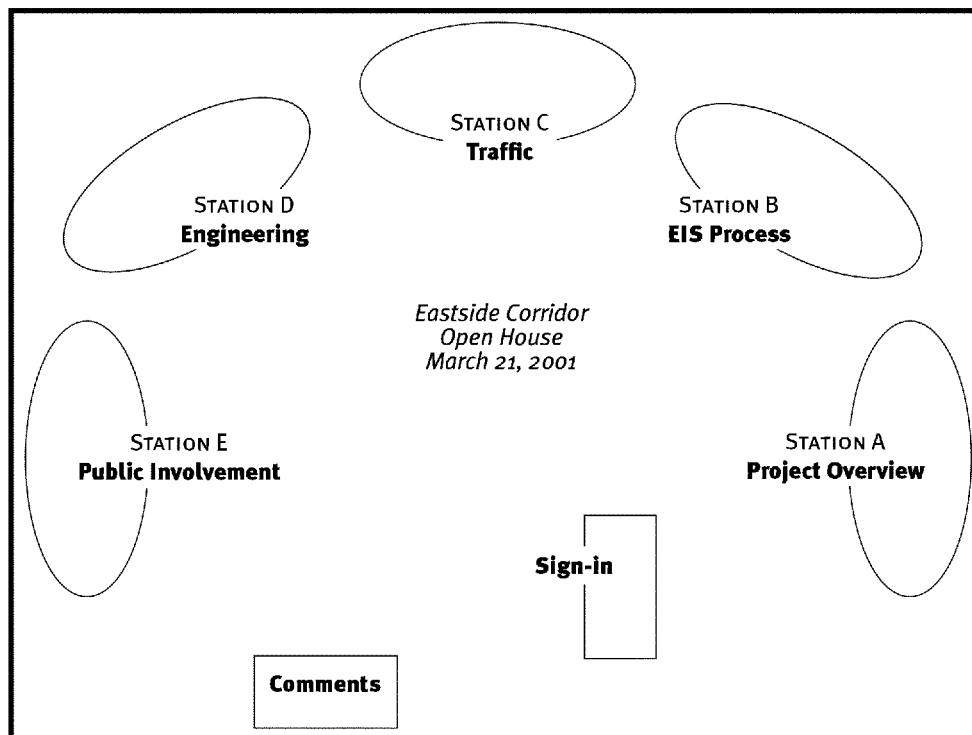 STATION C
Traffic
STATION D
Engineering
STATION B
EIS Process
Eastside Corridor
Open House
March 21, 2001
STATION E
Public Involvement
STATION A
Project Overview
Sign-in
Comments